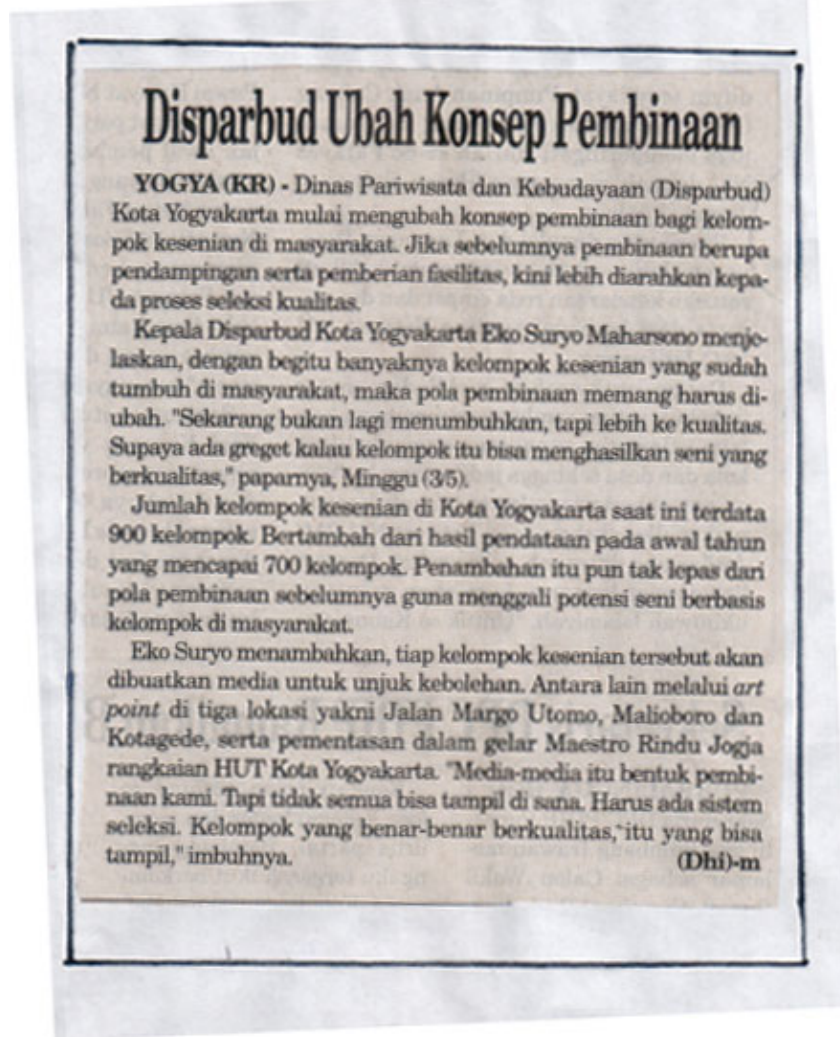 Disparbud Ubah Konsep Pembinaan
YOGYA (KR) - Dinas Pariwisata dan Kebudayaan (Disparbud)
Kota Yogyakarta mulai mengubah konsep pembinaan bagi kelom-
pok kesenian di masyarakat. Jika sebelumnya pembinaan berupa
pendampingan serta pemberian fasilitas, kini lebih diarahkan kepa-
da proses seleksi kualitas.
Kepala Disparbud Kota Yogyakarta Eko Suryo Maharsono menje-
laskan, dengan begitu banyaknya kelompok kesenian yang sudah
tumbuh di masyarakat, maka pola pembinaan memang harus di-
ubah. "Sekarang bukan lagi menumbuhkan, tapi lebih ke kualitas.
Supaya ada greget kalau kelompok itu bisa menghasilkan seni yang
berkualitas," paparnya, Minggu (3/5).
Jumlah kelompok kesenian di Kota Yogyakarta saat ini terdata
900 kelompok. Bertambah dari hasil pendataan pada awal tahun
yang mencapai 700 kelompok. Penambahan itu pun tak lepas dari
pola pembinaan sebelumnya guna menggali potensi seni berbasis
kelompok di masyarakat.
Eko Suryo menambahkan, tiap kelompok kesenian tersebut akan
dibuatkan media untuk unjuk kebolehan. Antara lain melalui art
point di tiga lokasi yakni Jalan Margo Utomo, Malioboro dan
Kotagede, serta pementasan dalam gelar Maestro Rindu Jogja
rangkaian HUT Kota Yogyakarta. "Media-media itu bentuk pembi-
naan kami. Tapi tidak semua bisa tampil di sana. Harus ada sistem
seleksi. Kelompok yang benar-benar berkualitas, itu yang bisa
tampil," imbuhnya. (Dhi)-m